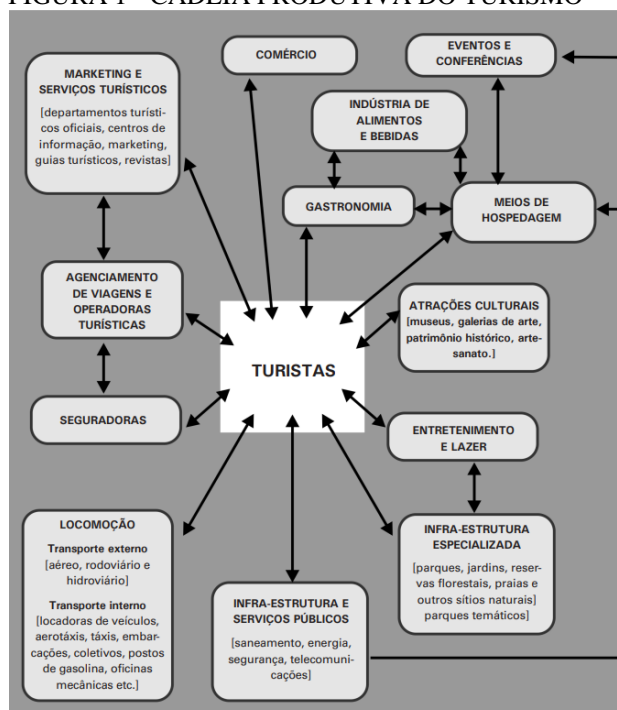 FIGURA 1 - CADEIA PRODUTIVA DO TURISMO
MARKETING E
SERVIÇOS TURÍSTICOS
[departamentos turísti-
cos oficiais, centros de
informação, marketing,
guias turísticos, revistas]
COMÉRCIO
EVENTOS E
CONFERÊNCIAS
INDÚSTRIA DE
ALIMENTOS
E BEBIDAS
GASTRONOMIA
MEIOS DE
HOSPEDAGEM
AGENCIAMENTO
DE VIAGENS E
OPERADORAS
TURÍSTICAS
TURISTAS
ATRAÇÕES CULTURAIS
[museus, galerias de arte,
patrimônio histórico, arte-
sanato.]
SEGURADORAS
ENTRETENIMENTO
E LAZER
LOCOMOÇÃO
Transporte externo
[aéreo, rodoviário e
hidroviário]
Transporte interno
[locadoras de veículos,
aerotáxis, táxis, embar-
cações, coletivos, postos
de gasolina, oficinas
mecânicas etc.]
INFRA-ESTRUTURA E
SERVIÇOS PÚBLICOS
[saneamento, energia,
segurança, telecomuni-
cações]
INFRA-ESTRUTURA
ESPECIALIZADA
[parques, jardins, reser-
vas florestais, praias e
outros sítios naturais]
parques temáticos]